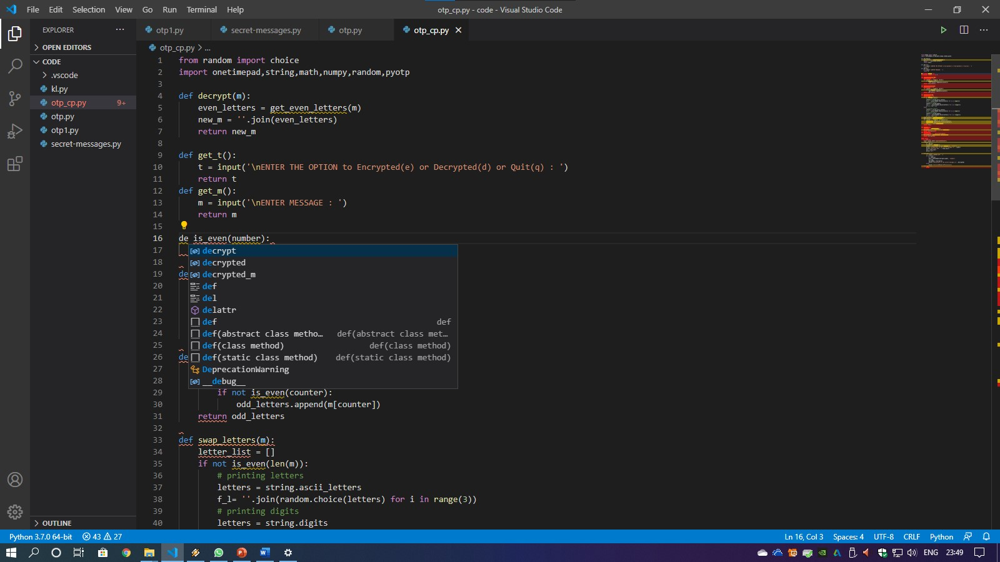 File Edit Selection View Go Run Terminal Help
otp_cp.py - code - Visual Studio Code
EXPLORER
OPEN EDITORS
CODE
.vscode
kl.py
otp_cp.py 9+
otp.py
otp1.py
secret-messages.py
OUTLINE
otp1.py secret-messages.py otp.py otp_cp.py
otp_cp.py > ...
1 from random import choice
2 import onetimepad,string,math,numpy,random,pyotp
3
4 def decrypt(m):
5 even_letters = get_even_letters(m)
6 new_m = ''.join(even_letters)
7 return new_m
8
9 def get_t():
10 t = input('\nENTER THE OPTION to Encrypted(e) or Decrypted(d) or Quit(q) : ')
11 return t
12 def get_m():
13 m = input('\nENTER MESSAGE : ')
14 return m
15
16 de is_even(number):
17 decrypt
18 decrypted
19 de decrypted_m
20 def
21 del
22 delattr
23 def def
24 def(abstract class metho... def(abstract class met...
25 def(class method) def(class method)
26 de def(static class method) def(static class method)
27 DeprecationWarning
28 __debug__
29 if not is_even(counter):
30 odd_letters.append(m[counter])
31 return odd_letters
32
33 def swap_letters(m):
34 letter_list = []
35 if not is_even(len(m)):
36 # printing letters
37 letters = string.ascii_letters
38 f_l= ''.join(random.choice(letters) for i in range(3))
39 # printing digits
40 letters = string.digits
Python 3.7.0 64-bit 43 27
Ln 16, Col 3 Spaces: 4 UTF-8 CRLF Python
ENG 23:49